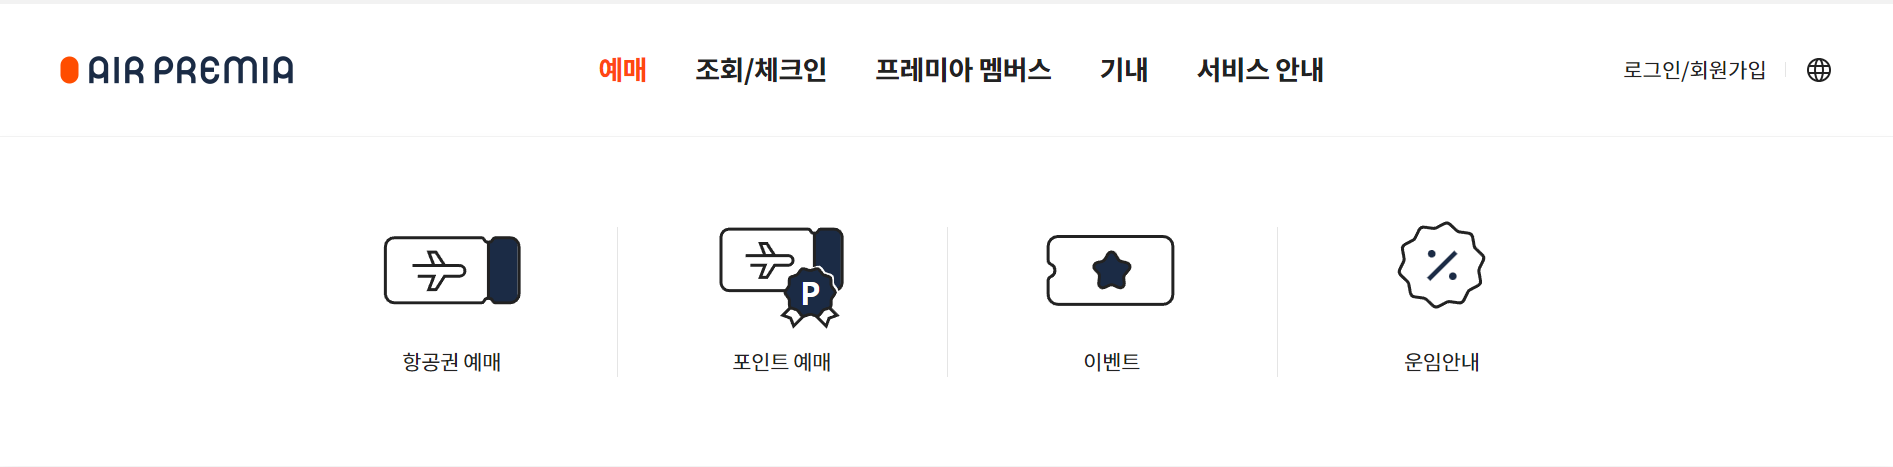 AIR PREMIA
예매 조회/체크인 프레미아 멤버스 기내 서비스 안내
로그인/회원가입
P
항공권 예매
포인트 예매
이벤트
운임안내